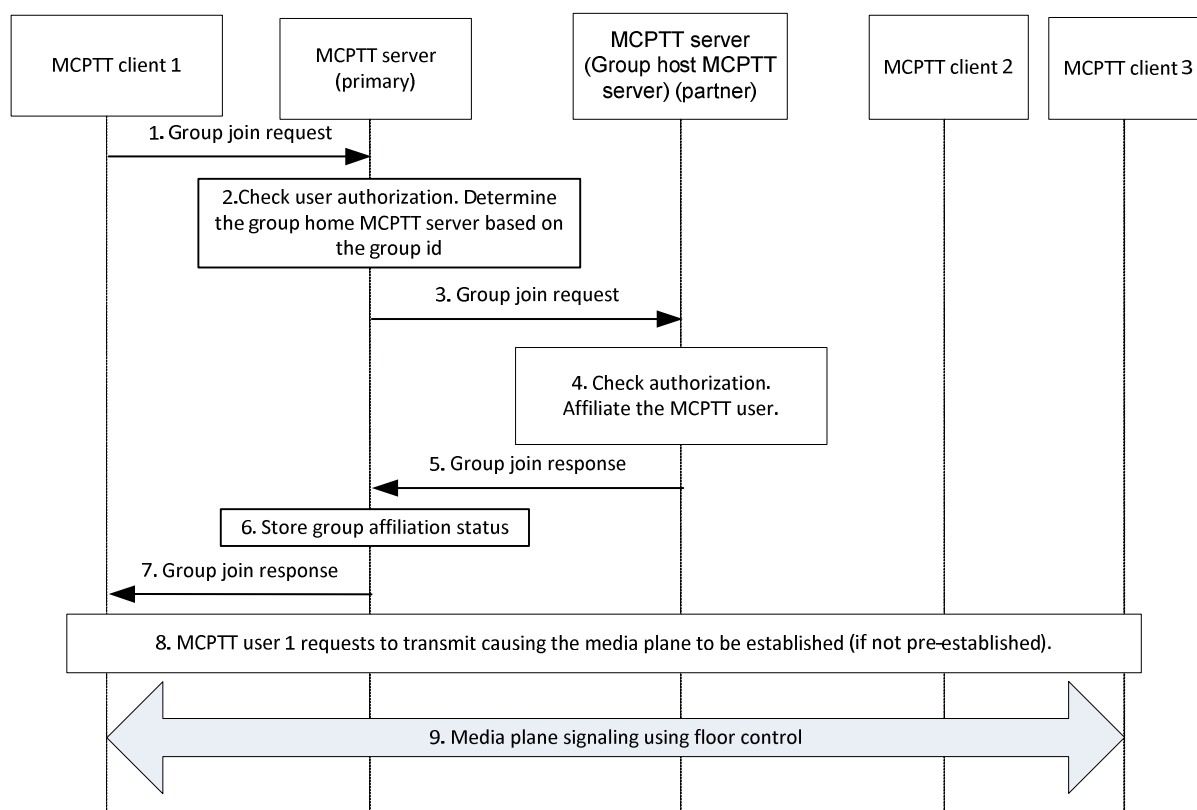 MCPTT client 1
MCPTT server
(primary)
MCPTT server
(Group host MCPTT
server) (partner)
MCPTT client 2
MCPTT client 3
1. Group join request
2.Check user authorization. Determine
the group home MCPTT server based on
the group id
3. Group join request
4. Check authorization.
Affiliate the MCPTT user.
5. Group join response
6. Store group affiliation status
7. Group join response
8. MCPTT user 1 requests to transmit causing the media plane to be established (if not pre-established).
9. Media plane signaling using floor control